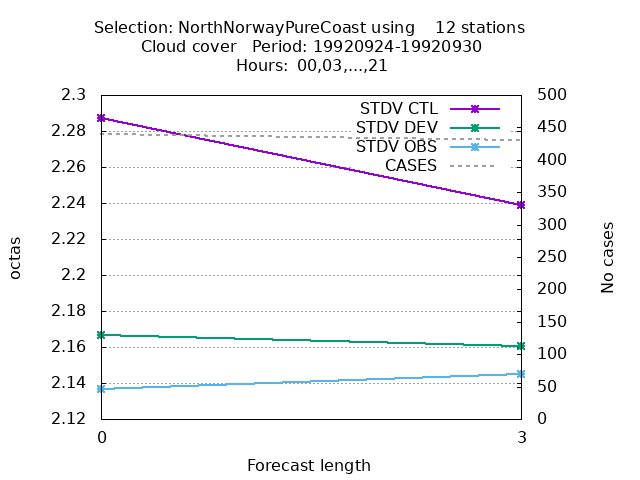 Selection: NorthNorwayPureCoast using 12 stations
Cloud cover Period: 19920924-19920930
Hours: 00,03,...,21
2.3
2.28
2.26
2.24
2.22
2.2
2.18
2.16
2.14
2.12
octas
STDV CTL
STDV DEV
STDV OBS
CASES
500
450
400
350
300
250
200
150
100
50
0
No cases
0 3
Forecast length